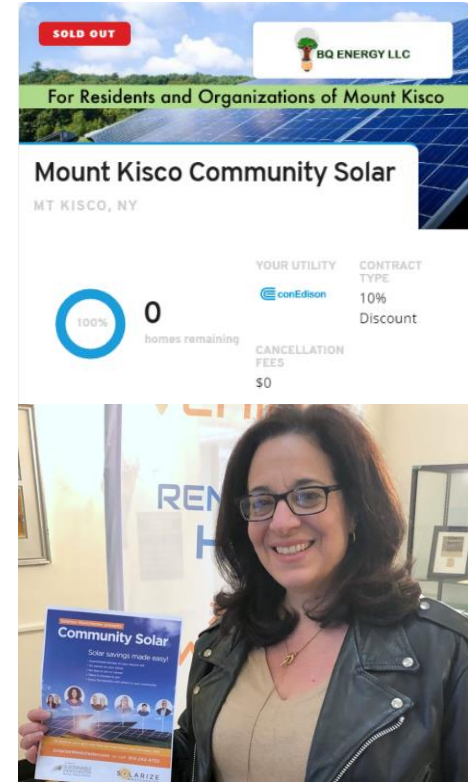 SOLD OUT
BQ ENERGY LLC
For Residents and Organizations of Mount Kisco
Mount Kisco Community Solar
MT KISCO, NY
YOUR UTILITY
conEdison
CONTRACT
TYPE
10%
Discount
100%
0
homes remaining
CANCELLATION
FEES
$0
REN
H
Community Solar
Solar savings made easy!
SOLARIZE